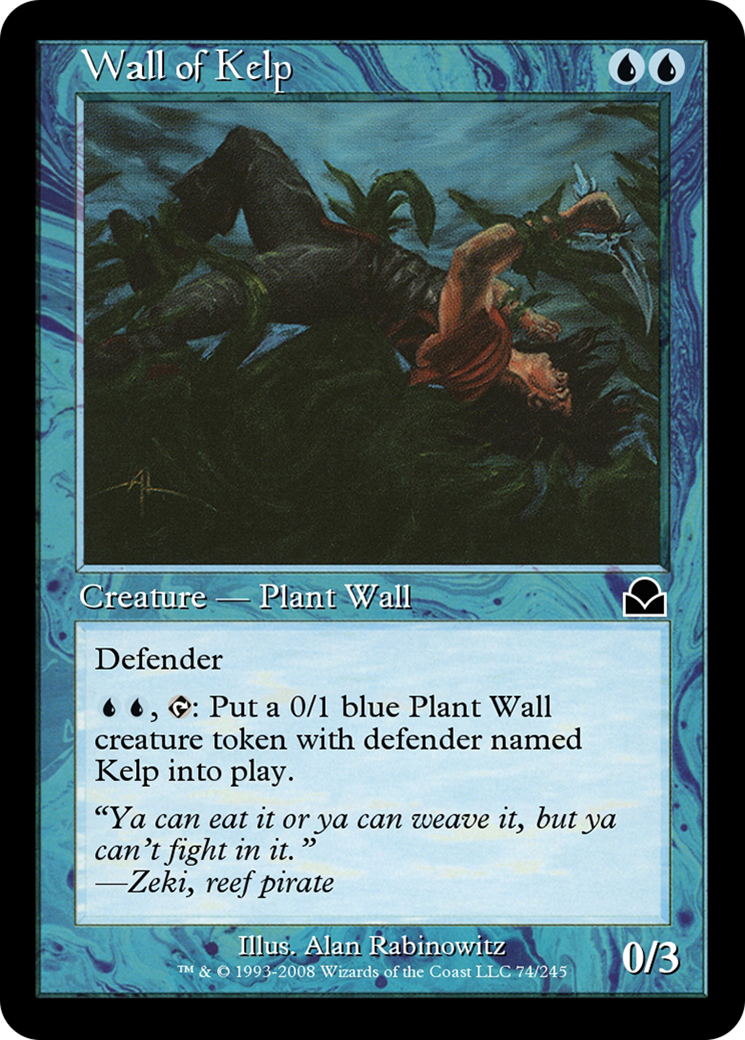 Wall of Kelp
Creature — Plant Wall
Defender
, : Put a 0/1 blue Plant Wall
creature token with defender named
Kelp into play.
“Ya can eat it or ya can weave it, but ya
can’t fight in it.”
—Zeki, reef pirate
Illus. Alan Rabinowitz
™ & © 1993-2008 Wizards of the Coast LLC 74/245
0/3